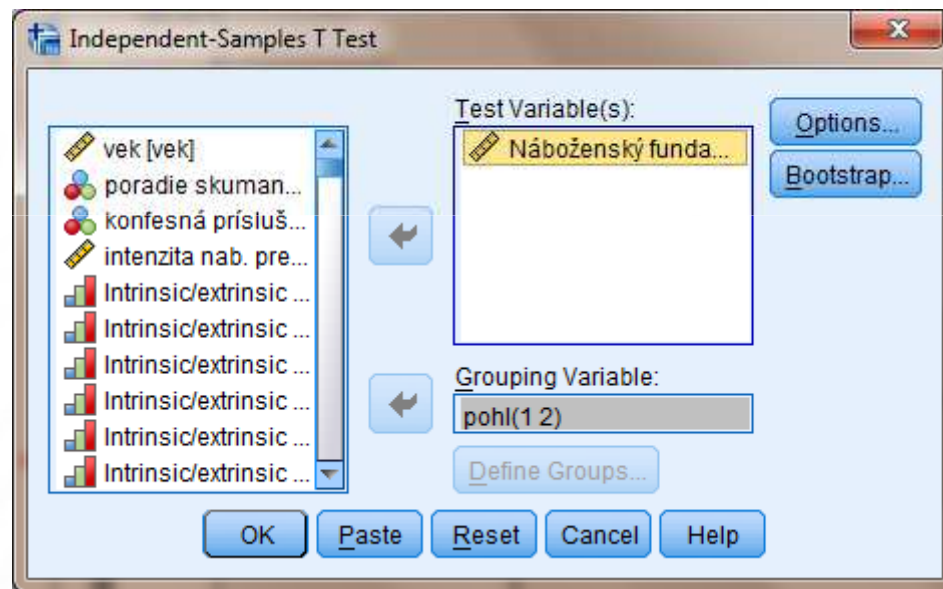 Independent-Samples T Test
vek [vek]
poradie skuman...
konfesná prísluš...
intenzita nab. pre...
Intrinsic/extrinsic ...
Intrinsic/extrinsic ...
Intrinsic/extrinsic ...
Intrinsic/extrinsic ...
Intrinsic/extrinsic ...
Intrinsic/extrinsic ...
Test Variable(s):
Náboženský funda...
Grouping Variable:
pohl(1 2)
Define Groups...
Options...
Bootstrap...
OK Paste Reset Cancel Help